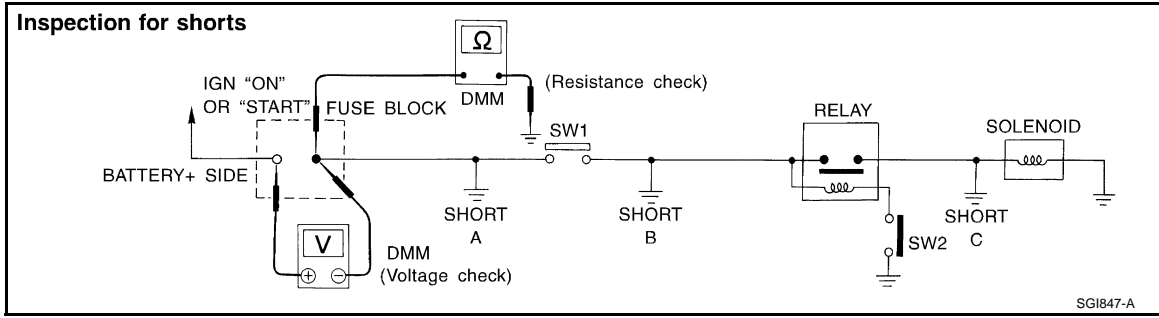 Inspection for shorts
Ω
DMM
(Resistance check)
IGN "ON"
OR "START"
FUSE BLOCK
BATTERY+ SIDE
SW1
RELAY
SOLENOID
SHORT
A
SHORT
B
SHORT
C
SW2
V
+ −
DMM
(Voltage check)
SGI847-A